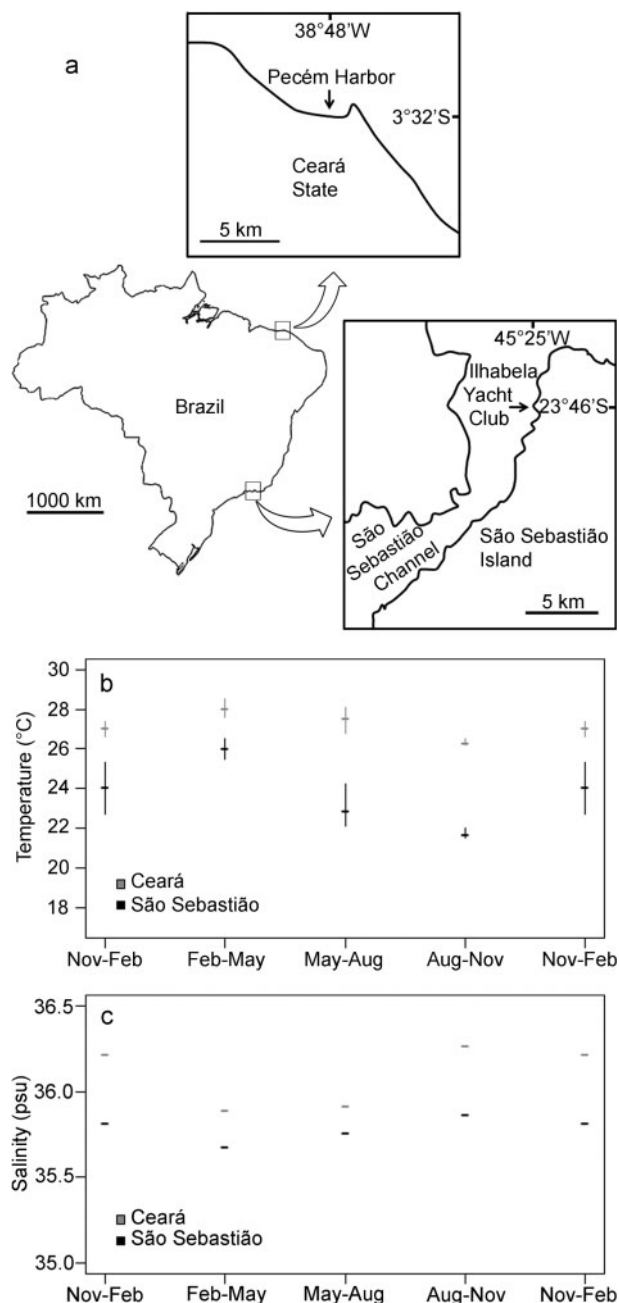 a
38°48'W
Pecém Harbor
3°32'S
Ceará
State
5 km
Brazil
1000 km
45°25'W
Ilhabela
Yacht
Club
23°46'S
São
Sebastião
Channel
São Sebastião
Island
5 km
b
Temperature (°C)
30
28
26
24
22
20
18
Ceará
São Sebastião
Nov-Feb Feb-May May-Aug Aug-Nov Nov-Feb
c
Salinity (psu)
36.5
36.0
35.5
35.0
Ceará
São Sebastião
Nov-Feb Feb-May May-Aug Aug-Nov Nov-Feb